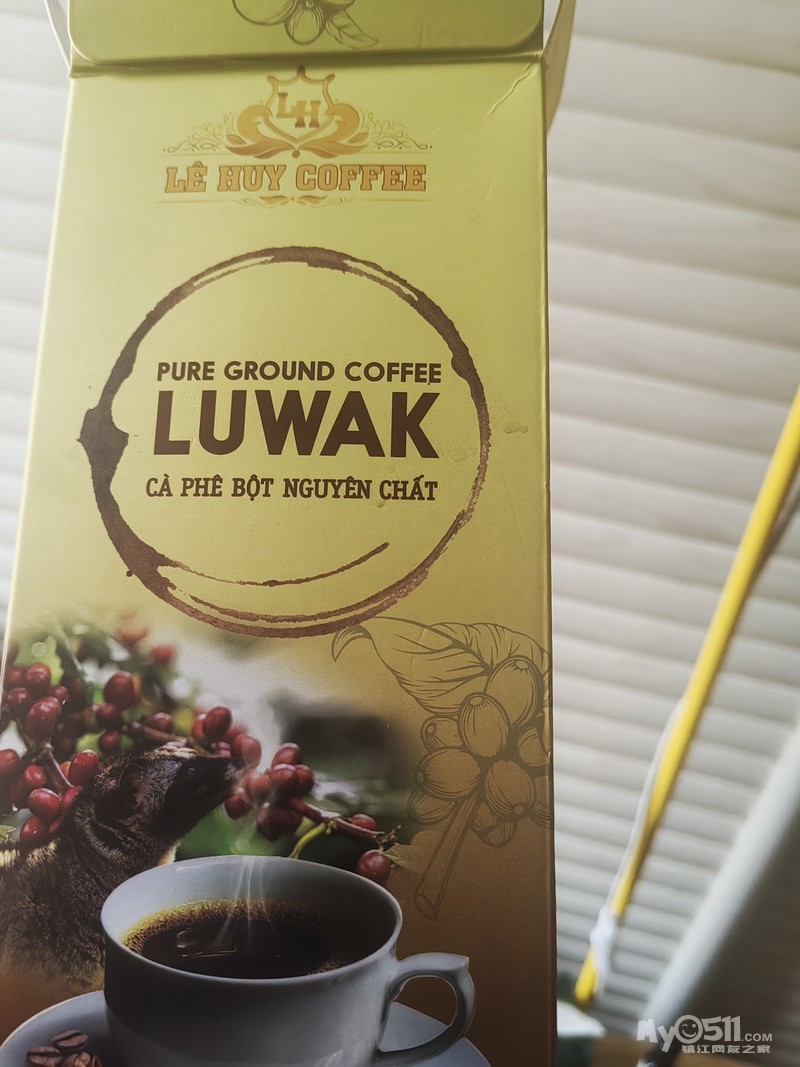 LH
LÊ HUY COFFEE
PURE GROUND COFFEE
LUWAK
CÀ PHÊ BỘT NGUYÊN CHẤT
My0511.COM
镇江网友之家